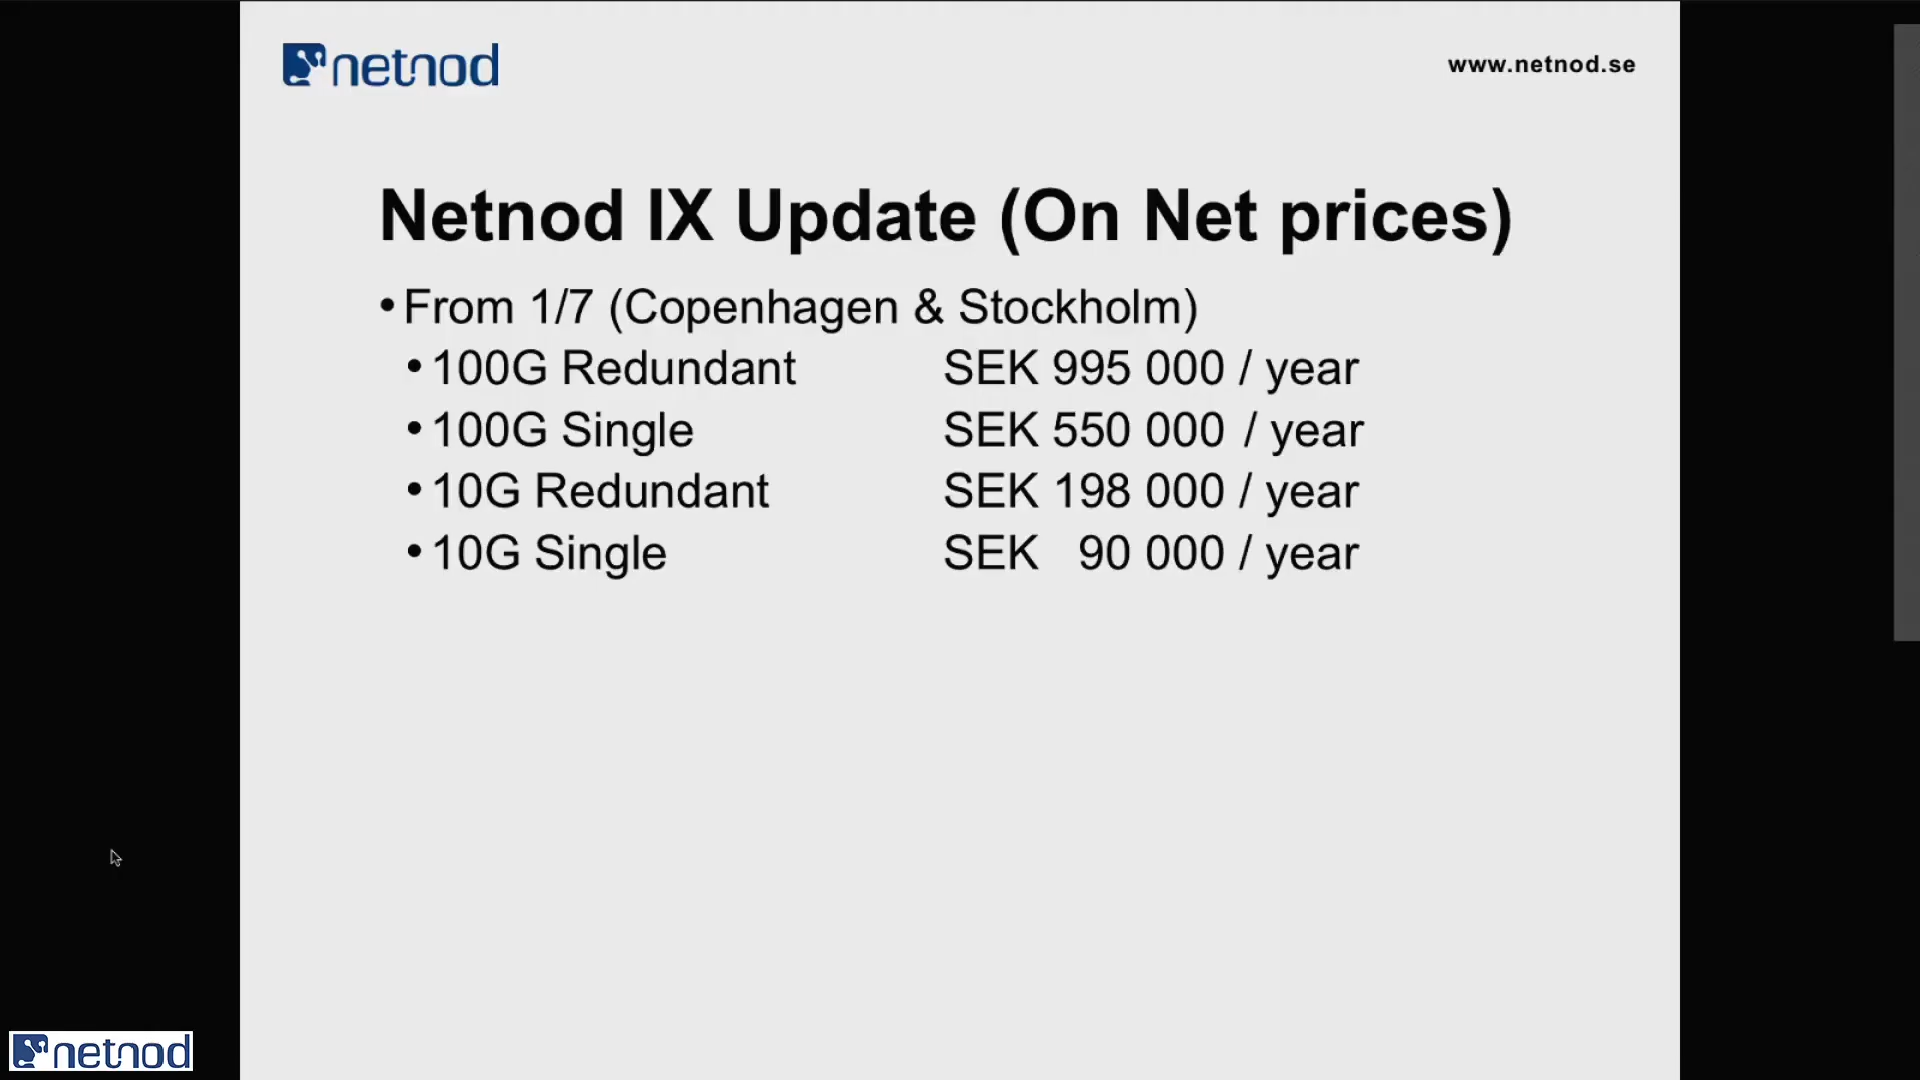 netnod
www.netnod.se
Netnod IX Update (On Net prices)
• From 1/7 (Copenhagen & Stockholm)
• 100G Redundant SEK 995 000 / year
• 100G Single SEK 550 000 / year
• 10G Redundant SEK 198 000 / year
• 10G Single SEK 90 000 / year
netnod